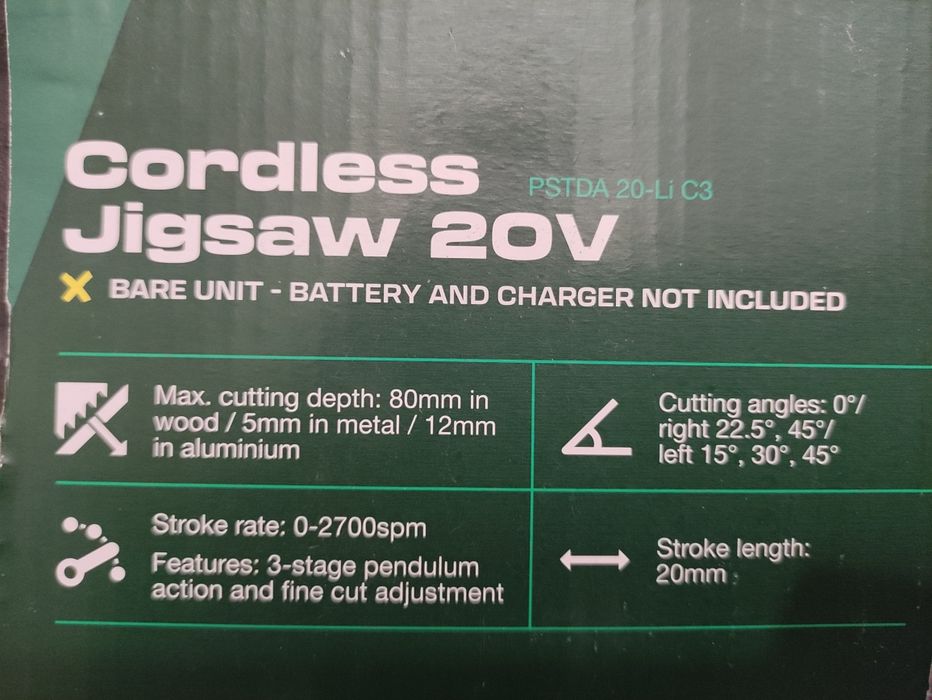 Cordless
PSTDA 20-Li C3
Jigsaw 20V
BARE UNIT - BATTERY AND CHARGER NOT INCLUDED
Max. cutting depth: 80mm in
wood / 5mm in metal / 12mm
in aluminium
Cutting angles: 0°/
right 22.5°, 45°/
left 15°, 30°, 45°
Stroke rate: 0-2700spm
Features: 3-stage pendulum
action and fine cut adjustment
Stroke length:
20mm